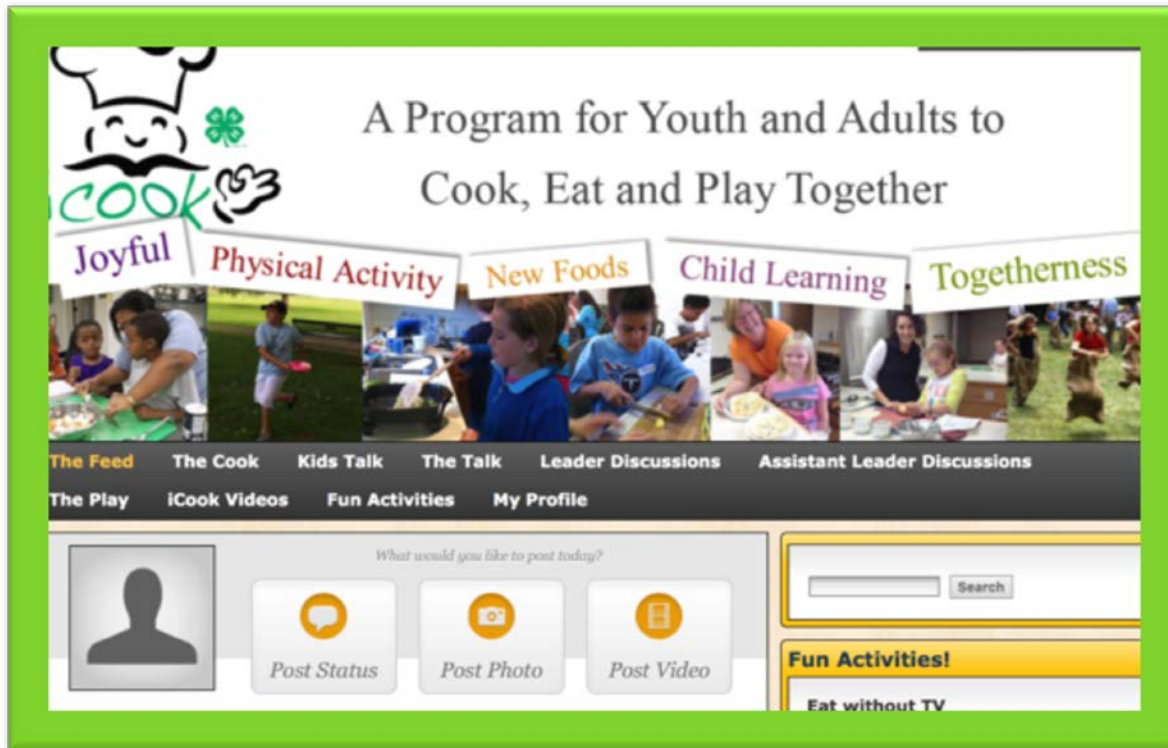 A Program for Youth and Adults to
Cook, Eat and Play Together
iCOOK
Joyful
Physical Activity
New Foods
Child Learning
Togetherness
The Feed The Cook Kids Talk The Talk Leader Discussions Assistant Leader Discussions
The Play iCook Videos Fun Activities My Profile
What would you like to post today?
Post Status Post Photo Post Video
Search
Fun Activities!
Eat without TV